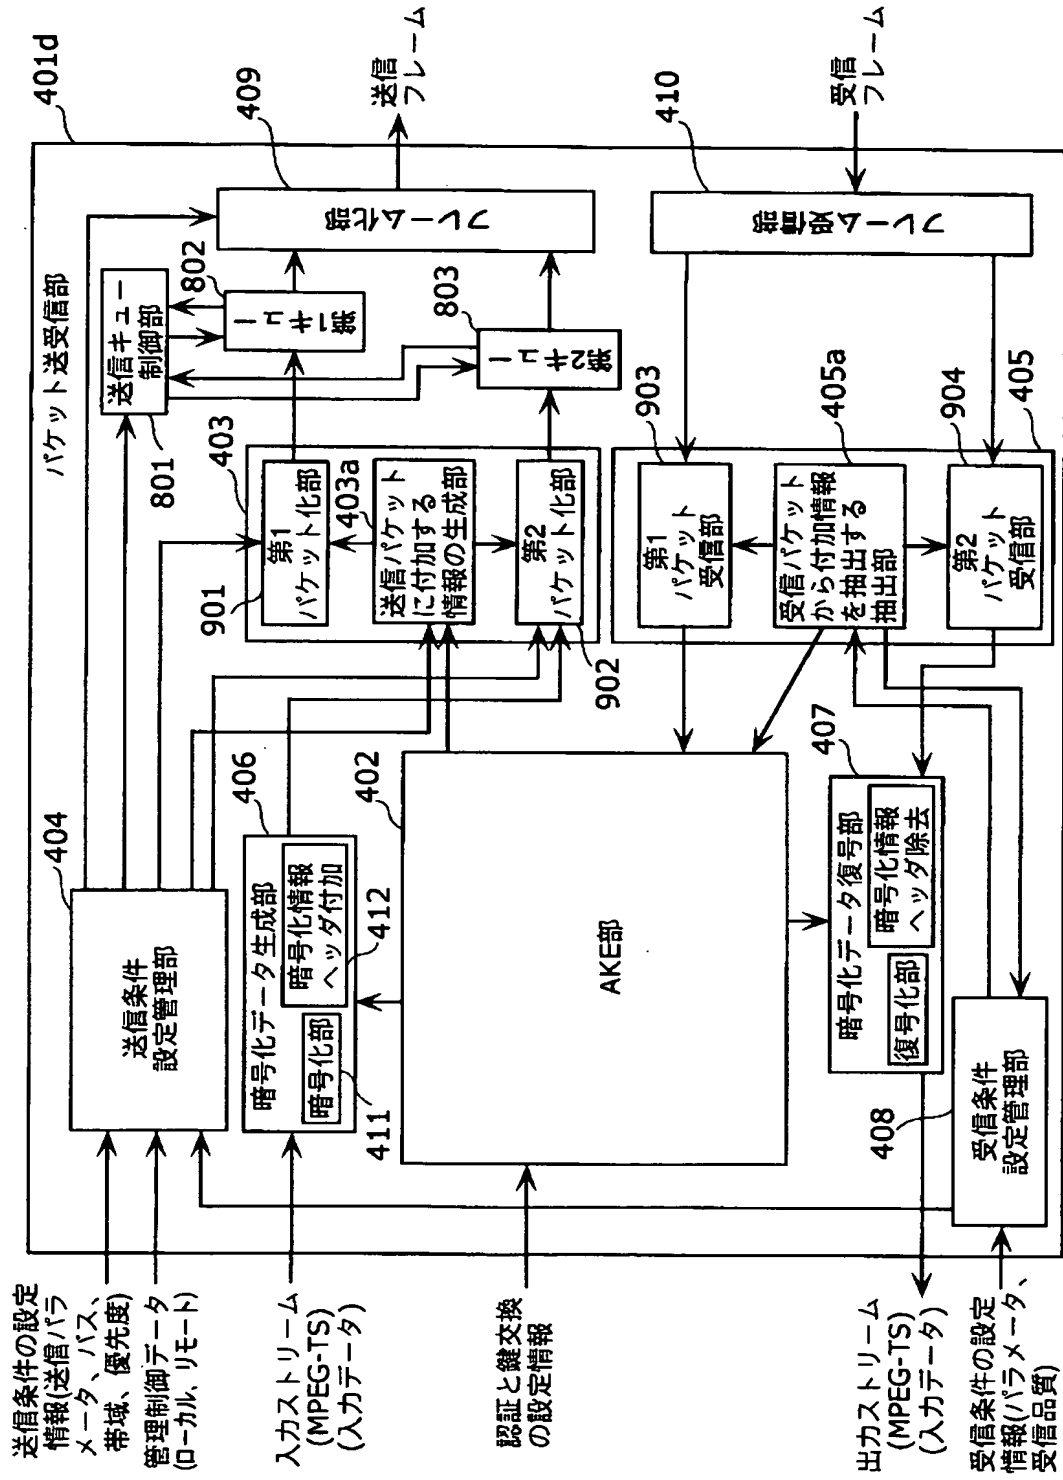 401d
パケット送受信部
404
送信条件
設定管理部
801
送信キュー
制御部
802
第1キュー
803
第2キュー
409
フレーム化部
送信
フレーム
403
901
第1
パケット化部
403a
送信パケット
に付加する
情報の生成部
第2
パケット化部
902
406
暗号化データ生成部
暗号化部
411
暗号化情報
ヘッダ付加
412
402
AKE部
410
フレーム受信部
受信
フレーム
903
第1
パケット
受信部
405a
受信パケット
から付加情報
を抽出する
抽出部
904
第2
パケット
受信部
405
407
暗号化データ復号部
復号化部
暗号化情報
ヘッダ除去
408
受信条件
設定管理部
送信条件の設定
情報(送信パラ
メータ、パス、
帯域、優先度)
管理制御データ
(ローカル、リモート)
入力ストリーム
(MPEG-TS)
(入力データ)
認証と鍵交換
の設定情報
出力ストリーム
(MPEG-TS)
(入力データ)
受信条件の設定
情報(パラメータ、
受信品質)